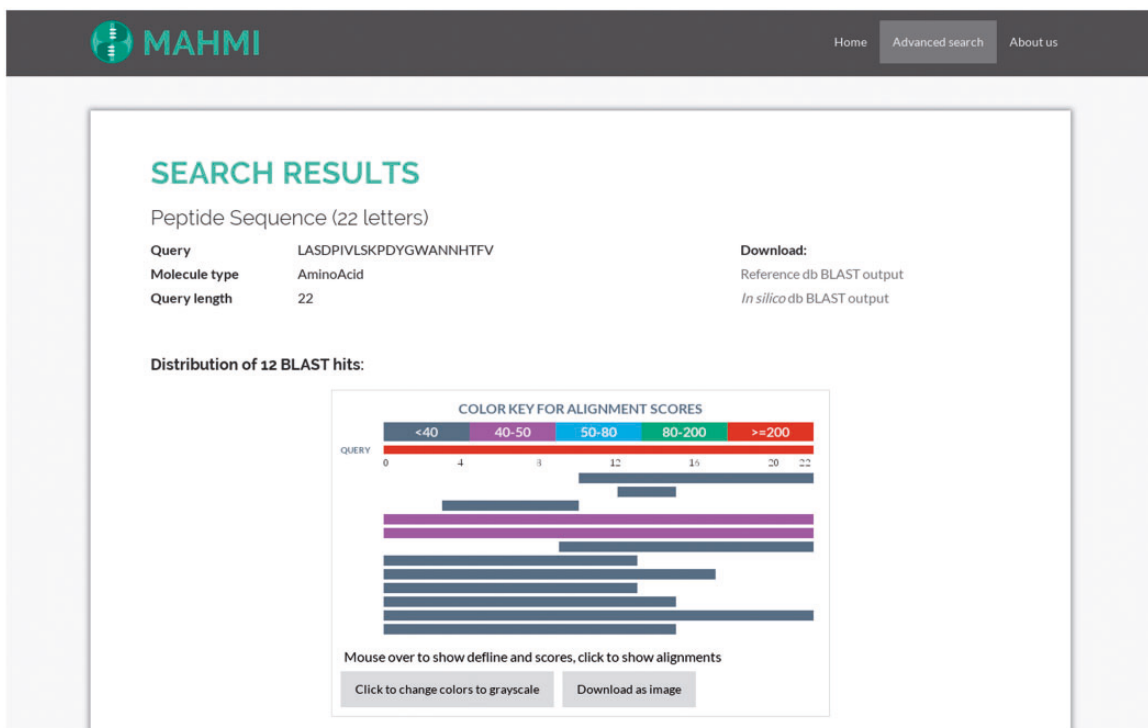 MAHMI
Home Advanced search About us
SEARCH RESULTS
Peptide Sequence (22 letters)
Query LASDPIVLSKPDYGWANNHTFV Download:
Molecule type AminoAcid Reference db BLAST output
Query length 22 In silico db BLAST output
Distribution of 12 BLAST hits:
COLOR KEY FOR ALIGNMENT SCORES
<40 40-50 50-80 80-200 >=200
QUERY
0 4 8 12 16 20 22
Mouse over to show defline and scores, click to show alignments
Click to change colors to grayscale Download as image